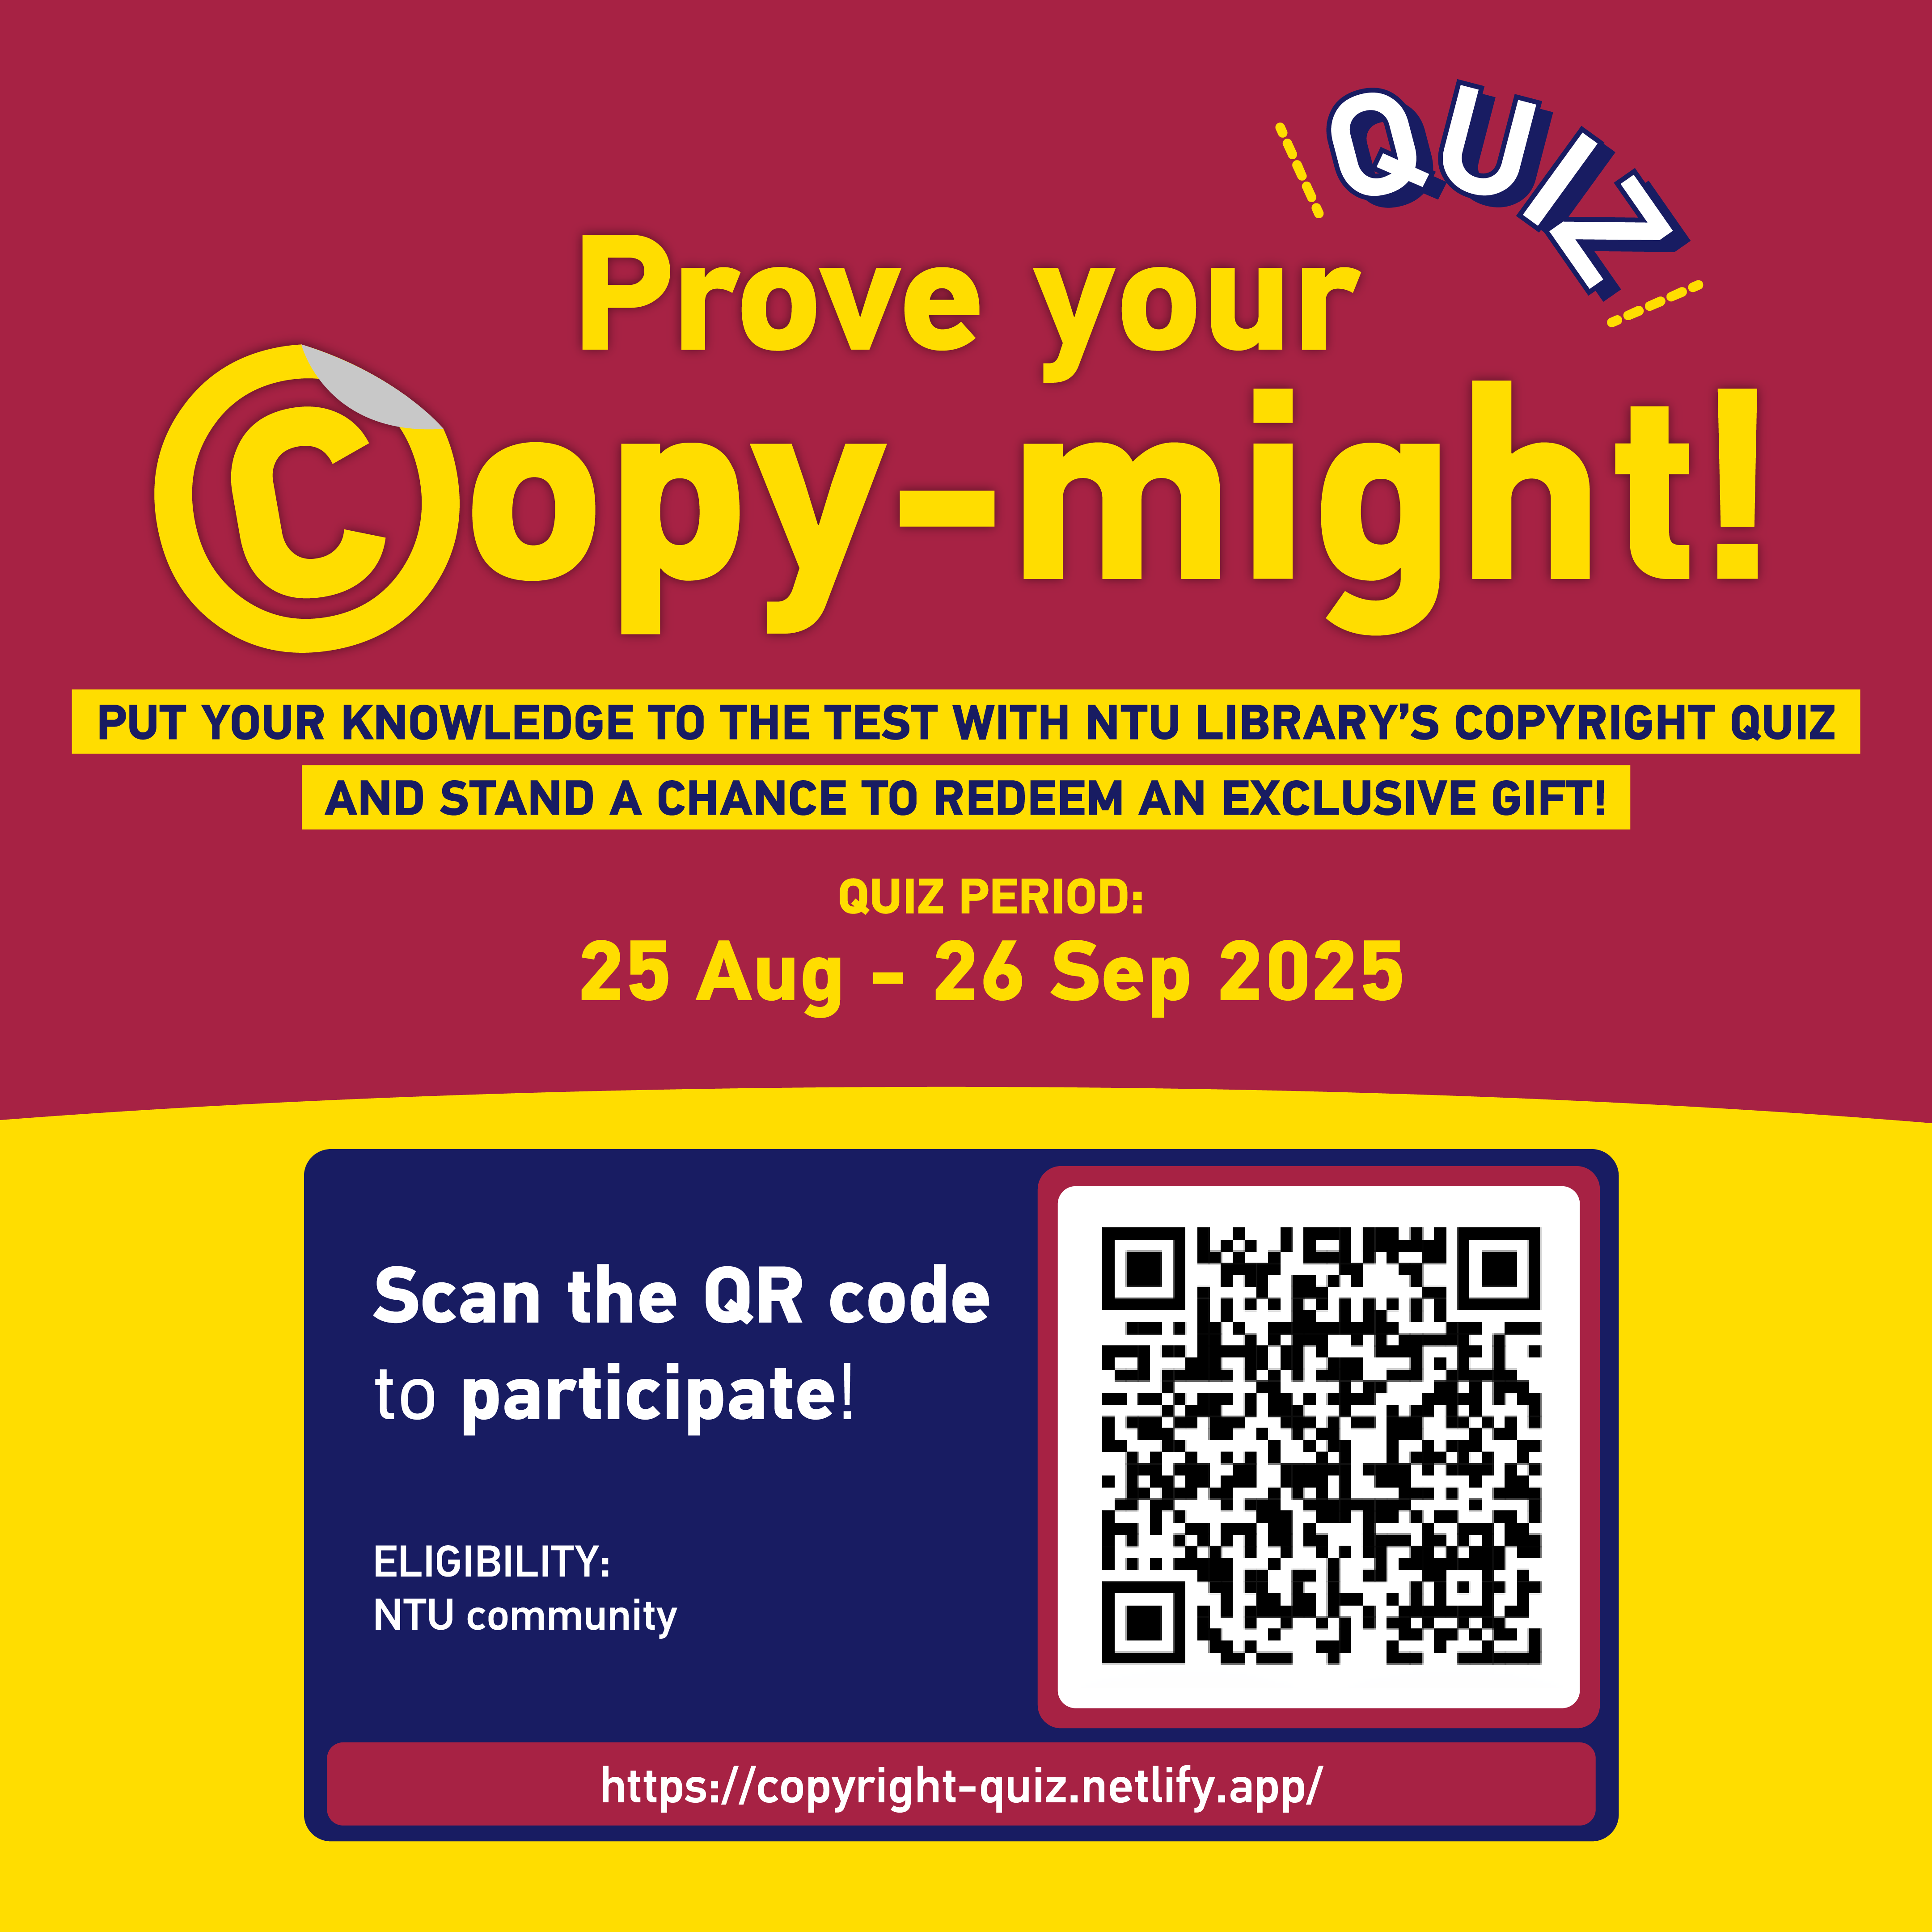 QUIZ
Prove your
Copy-might!
PUT YOUR KNOWLEDGE TO THE TEST WITH NTU LIBRARY'S COPYRIGHT QUIZ
AND STAND A CHANCE TO REDEEM AN EXCLUSIVE GIFT!
QUIZ PERIOD:
25 Aug - 26 Sep 2025
Scan the QR code
to participate!
ELIGIBILITY:
NTU community
https://copyright-quiz.netlify.app/